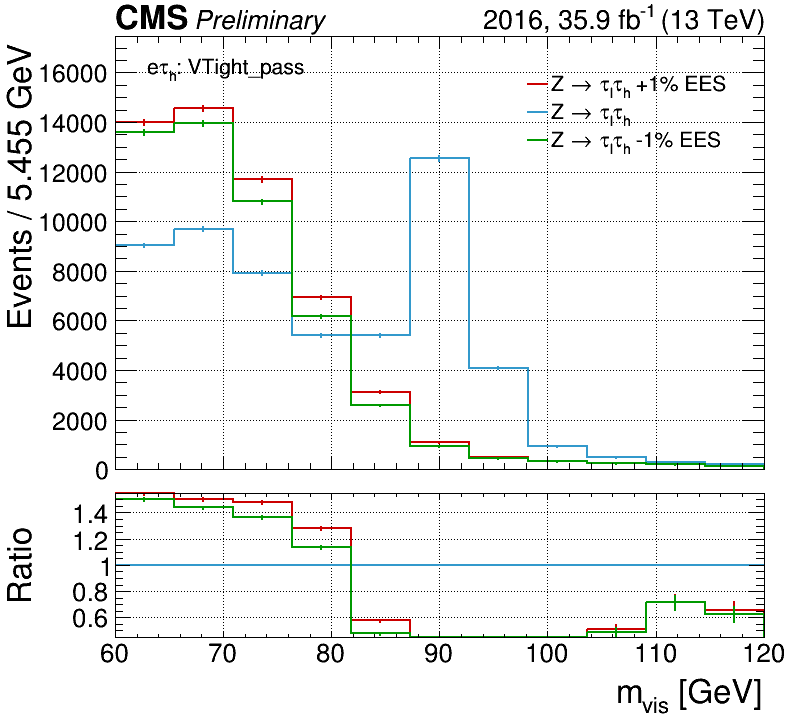 CMS Preliminary 2016, 35.9 fb⁻¹ (13 TeV)
eτₕ: VTight_pass
Z → τₗτₕ +1% EES
Z → τₗτₕ
Z → τₗτₕ -1% EES
Events / 5.455 GeV
16000
14000
12000
10000
8000
6000
4000
2000
0
Ratio
1.4
1.2
1
0.8
0.6
60 70 80 90 100 110 120
m_vis [GeV]